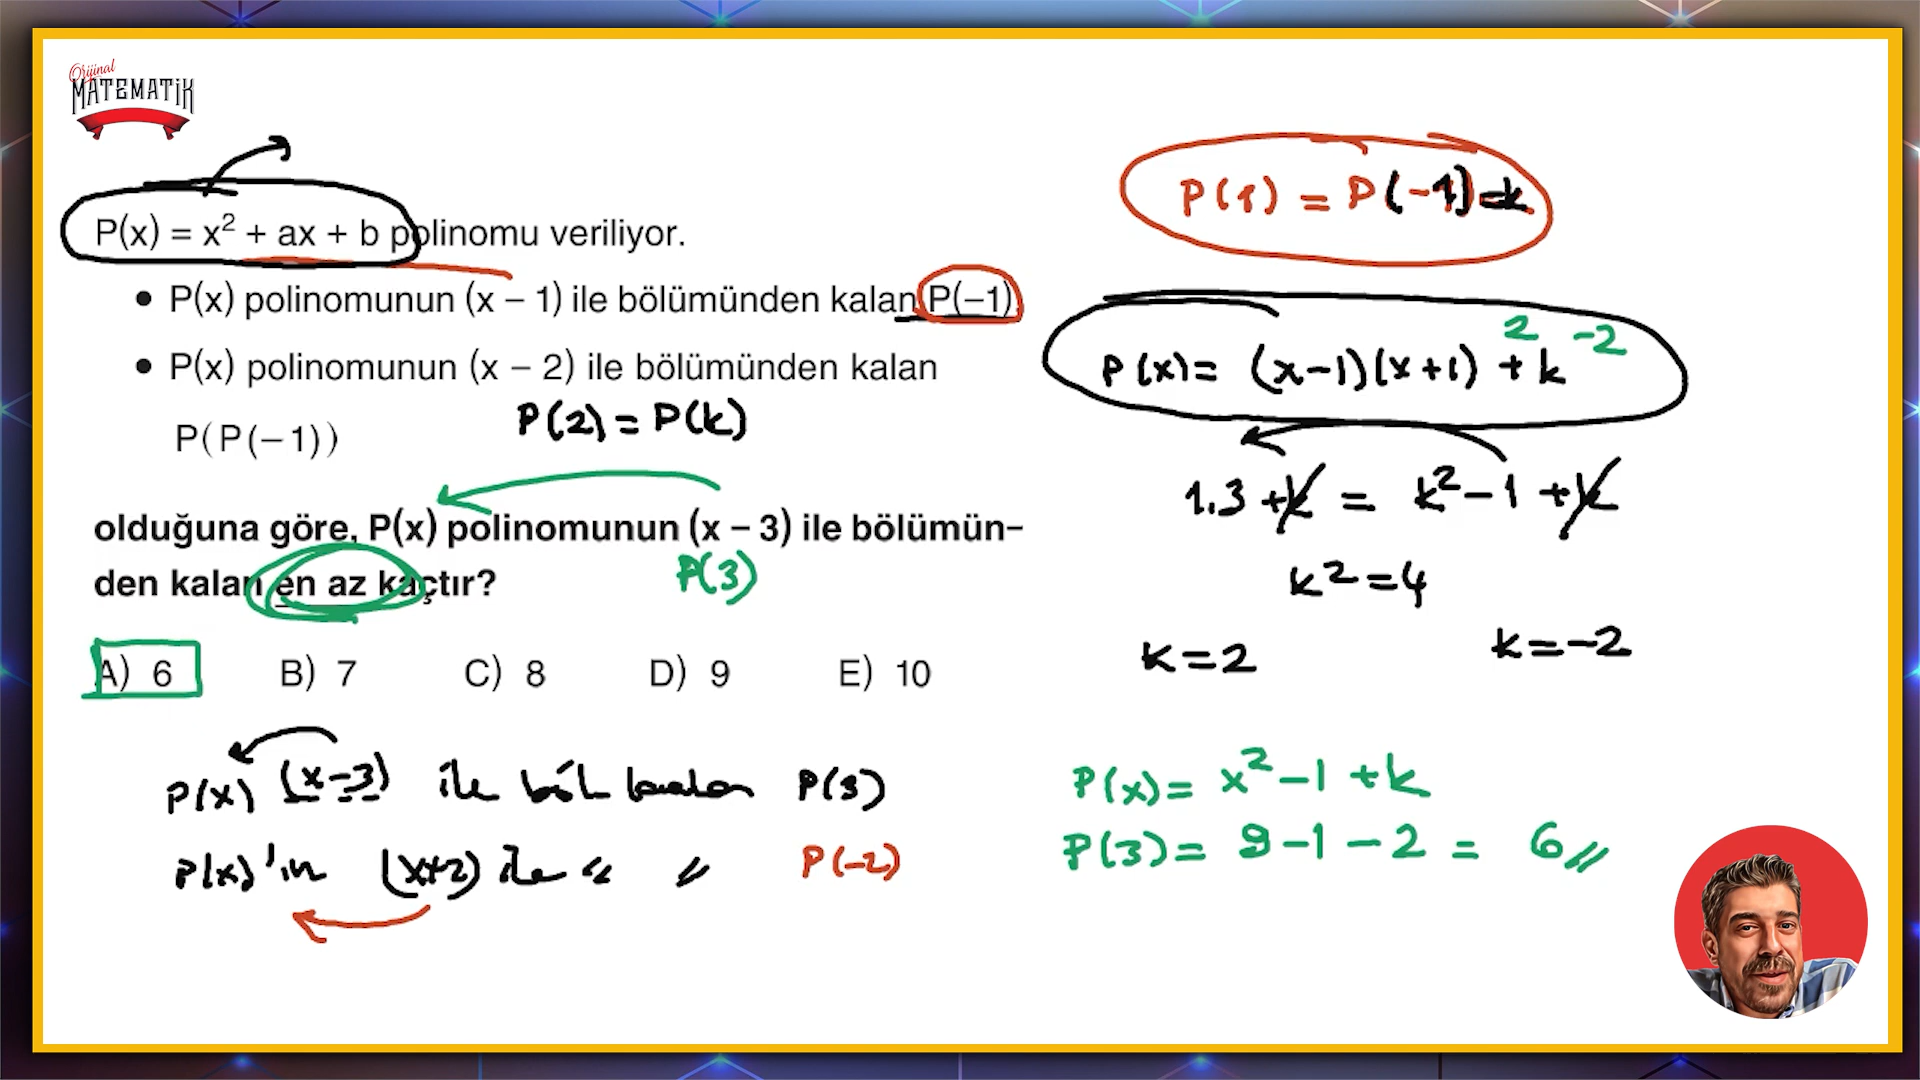 Orijinal
MATEMATİK
P(x) = x² + ax + b polinomu veriliyor.
• P(x) polinomunun (x – 1) ile bölümünden kalan P(–1)
• P(x) polinomunun (x – 2) ile bölümünden kalan
P(P(–1))
P(2) = P(k)
olduğuna göre, P(x) polinomunun (x – 3) ile bölümün–
den kalan en az kaçtır?
P(3)
A) 6 B) 7 C) 8 D) 9 E) 10
P(x) (x–3) ile böl kalan P(3)
P(x)'in (x+2) ile " " P(–2)
P(1) = P(–1) = k
2 –2
P(x) = (x–1)(x+1) + k
1.3 + k = k² – 1 + k
k² = 4
k = 2 k = –2
P(x) = x² – 1 + k
P(3) = 9 – 1 – 2 = 6 //